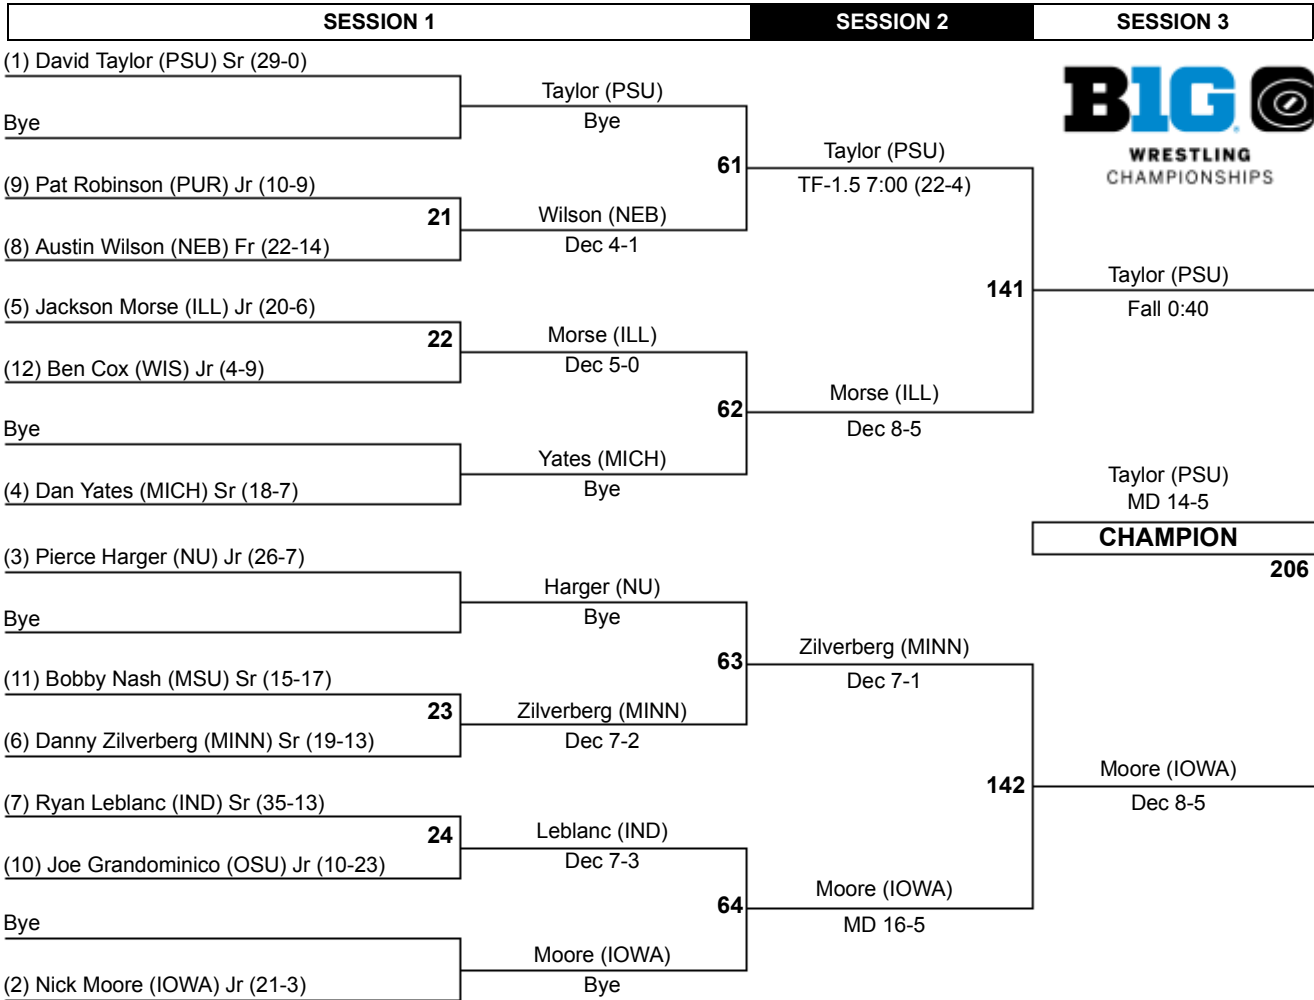 SESSION 1
SESSION 2
SESSION 3
(1) David Taylor (PSU) Sr (29-0)
Bye
(9) Pat Robinson (PUR) Jr (10-9)
(8) Austin Wilson (NEB) Fr (22-14)
(5) Jackson Morse (ILL) Jr (20-6)
(12) Ben Cox (WIS) Jr (4-9)
Bye
(4) Dan Yates (MICH) Sr (18-7)
(3) Pierce Harger (NU) Jr (26-7)
Bye
(11) Bobby Nash (MSU) Sr (15-17)
(6) Danny Zilverberg (MINN) Sr (19-13)
(7) Ryan Leblanc (IND) Sr (35-13)
(10) Joe Grandominico (OSU) Jr (10-23)
Bye
(2) Nick Moore (IOWA) Jr (21-3)
21
22
23
24
Taylor (PSU)
Bye
Wilson (NEB)
Dec 4-1
Morse (ILL)
Dec 5-0
Yates (MICH)
Bye
Harger (NU)
Bye
Zilverberg (MINN)
Dec 7-2
Leblanc (IND)
Dec 7-3
Moore (IOWA)
Bye
61
62
63
64
Taylor (PSU)
TF-1.5 7:00 (22-4)
Morse (ILL)
Dec 8-5
Zilverberg (MINN)
Dec 7-1
Moore (IOWA)
MD 16-5
141
142
B1G
WRESTLING
CHAMPIONSHIPS
Taylor (PSU)
Fall 0:40
Taylor (PSU)
MD 14-5
CHAMPION
206
Moore (IOWA)
Dec 8-5